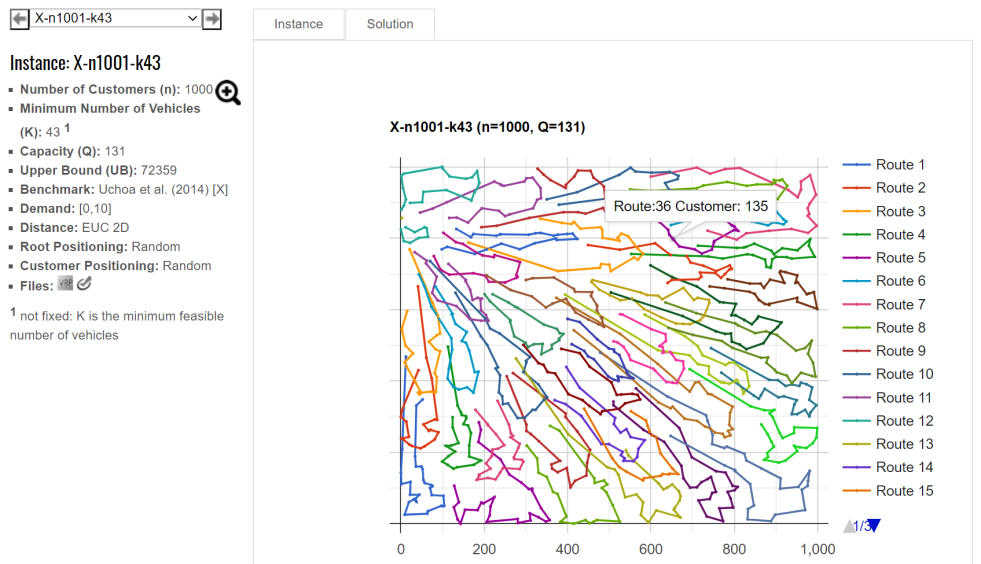 X-n1001-k43
Instance
Solution
Instance: X-n1001-k43
Number of Customers (n): 1000
Minimum Number of Vehicles
(K): 43 1
Capacity (Q): 131
Upper Bound (UB): 72359
Benchmark: Uchoa et al. (2014) [X]
Demand: [0,10]
Distance: EUC 2D
Root Positioning: Random
Customer Positioning: Random
Files:
1 not fixed: K is the minimum feasible
number of vehicles
X-n1001-k43 (n=1000, Q=131)
Route:36 Customer: 135
Route 1
Route 2
Route 3
Route 4
Route 5
Route 6
Route 7
Route 8
Route 9
Route 10
Route 11
Route 12
Route 13
Route 14
Route 15
1/3
0 200 400 600 800 1,000